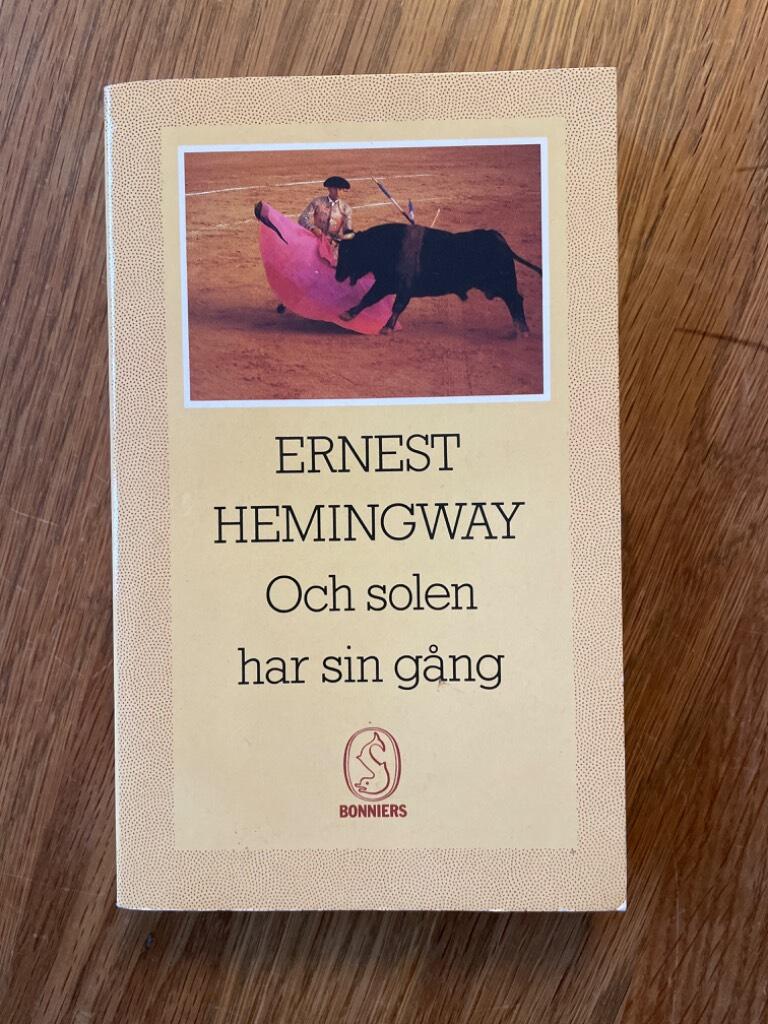 ERNEST
HEMINGWAY
Och solen
har sin gång
BONNIERS